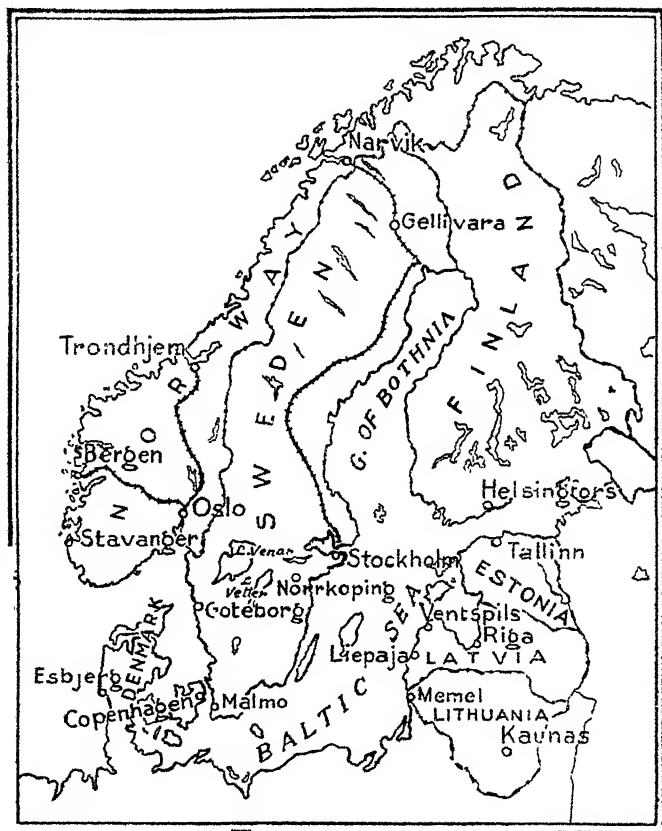 Narvik
Gellivara
NORWAY
SWEDEN
FINLAND
G. OF BOTHNIA
Trondhjem
Bergen
Oslo
Stavanger
Helsingfors
L. Venar
L. Vetter
Stockholm
Norrkoping
Tallinn
ESTONIA
Goteborg
Ventspils
Riga
Liepaja
LATVIA
DENMARK
Esbjerg
Copenhagen
Malmo
BALTIC SEA
Memel
LITHUANIA
Kaunas